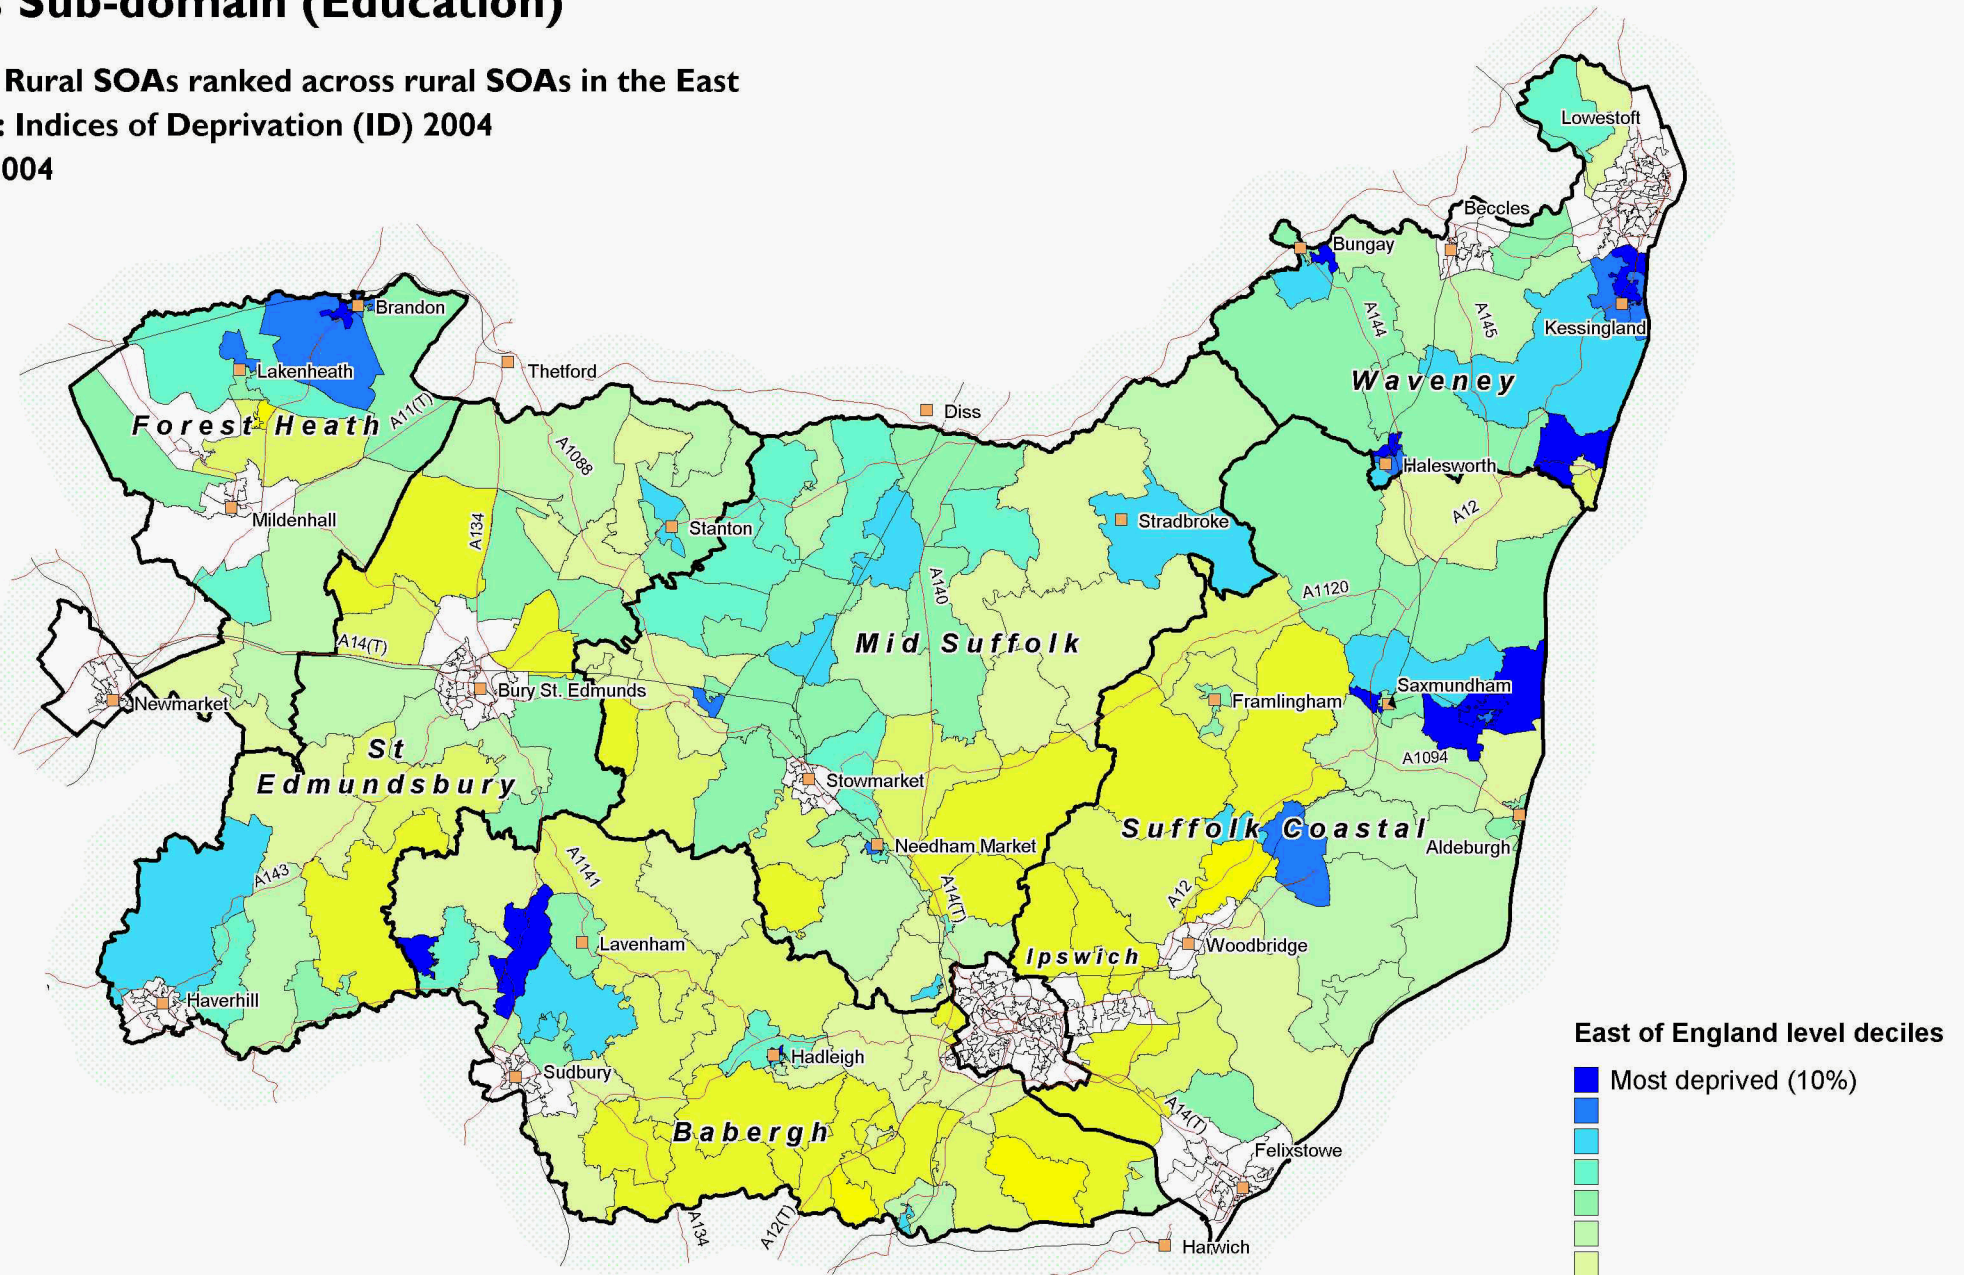 Sub-domain (Education)
Rural SOAs ranked across rural SOAs in the East
: Indices of Deprivation (ID) 2004
004
Lowestoft
Beccles
Bungay
Kessingland
A144
A145
Brandon
Lakenheath
Thetford
Waveney
Diss
Forest Heath
A11(T)
A1088
Halesworth
A12
Mildenhall
A134
Stanton
Stradbroke
A140
A1120
A14(T)
Mid Suffolk
Newmarket
Bury St. Edmunds
Framlingham
Saxmundham
St
Edmundsbury
A1094
Stowmarket
Suffolk Coastal
Aldeburgh
Needham Market
A143
A1141
A14(T)
A12
Lavenham
Woodbridge
Ipswich
Haverhill
Hadleigh
Sudbury
Babergh
A14(T)
Felixstowe
A134
A12(T)
Harwich
East of England level deciles
Most deprived (10%)